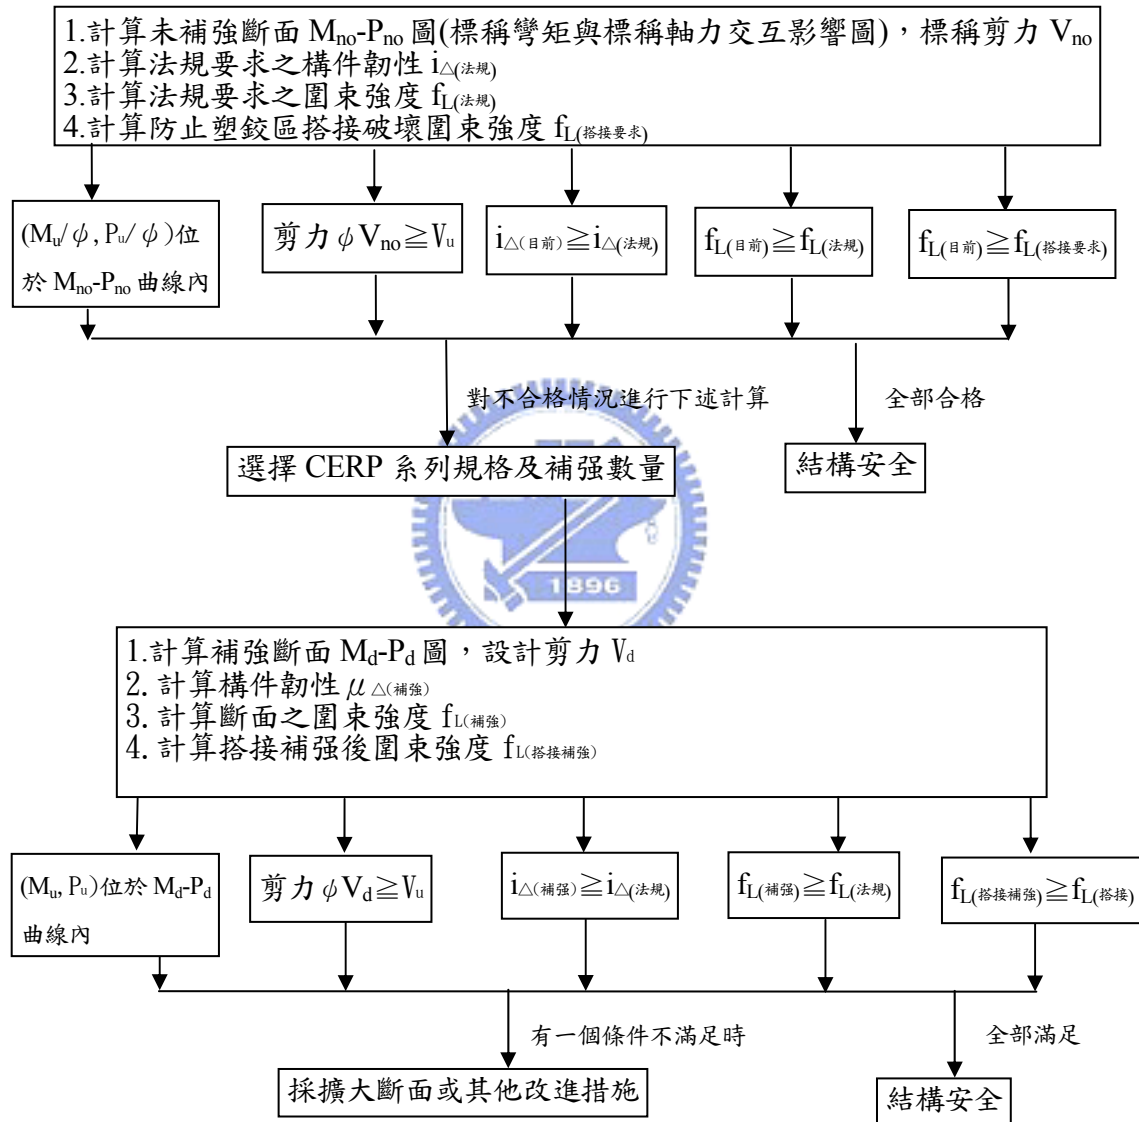 1.計算未補強斷面 Mno-Pno 圖(標稱彎矩與標稱軸力交互影響圖)，標稱剪力 Vno
2.計算法規要求之構件韌性 i△(法規)
3.計算法規要求之圍束強度 fL(法規)
4.計算防止塑鉸區搭接破壞圍束強度 fL(搭接要求)
(Mu/ψ, Pu/ψ)位
於 Mno-Pno 曲線內
剪力 ψVno≧Vu
i△(目前)≧i△(法規)
fL(目前)≧fL(法規)
fL(目前)≧fL(搭接要求)
對不合格情況進行下述計算
全部合格
選擇 CERP 系列規格及補强數量
結構安全
1896
1.計算補強斷面 Md-Pd 圖，設計剪力 Vd
2. 計算構件韌性 μ△(補強)
3. 計算斷面之圍束強度 fL(補強)
4. 計算搭接補强後圍束強度 fL(搭接補強)
(Mu, Pu)位於 Md-Pd
曲線內
剪力 ψVd≧Vu
i△(補强)≧i△(法規)
fL(補强)≧fL(法規)
fL(搭接補強)≧fL(搭接)
有一個條件不滿足時
全部滿足
採擴大斷面或其他改進措施
結構安全